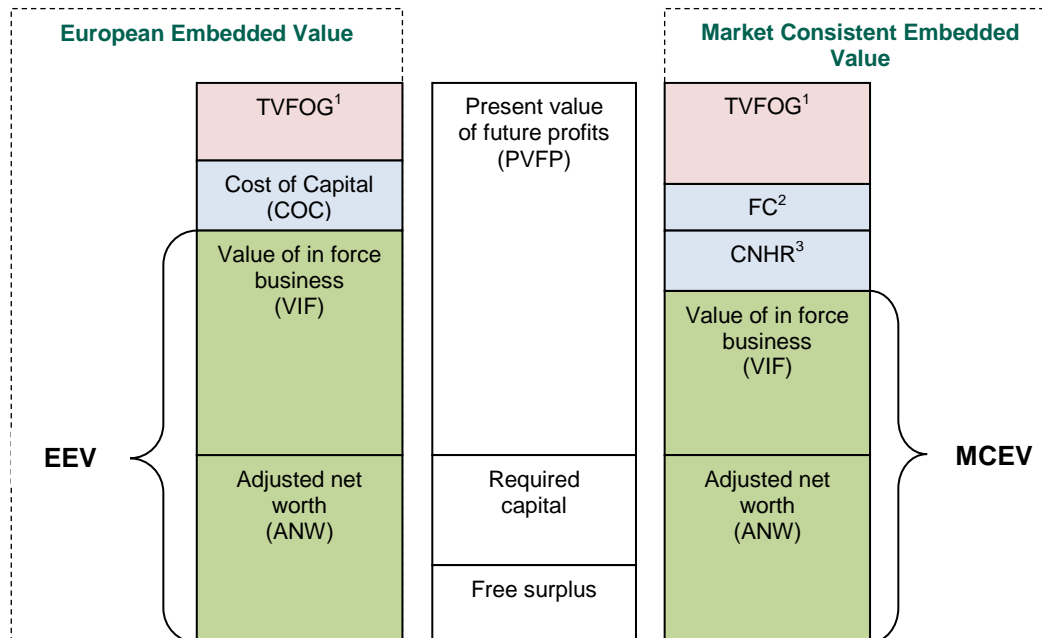 European Embedded Value
Market Consistent Embedded
Value
TVFOG¹
Cost of Capital
(COC)
Value of in force
business
(VIF)
Adjusted net
worth
(ANW)
EEV
Present value
of future profits
(PVFP)
Required
capital
Free surplus
TVFOG¹
FC²
CNHR³
Value of in force
business
(VIF)
Adjusted net
worth
(ANW)
MCEV